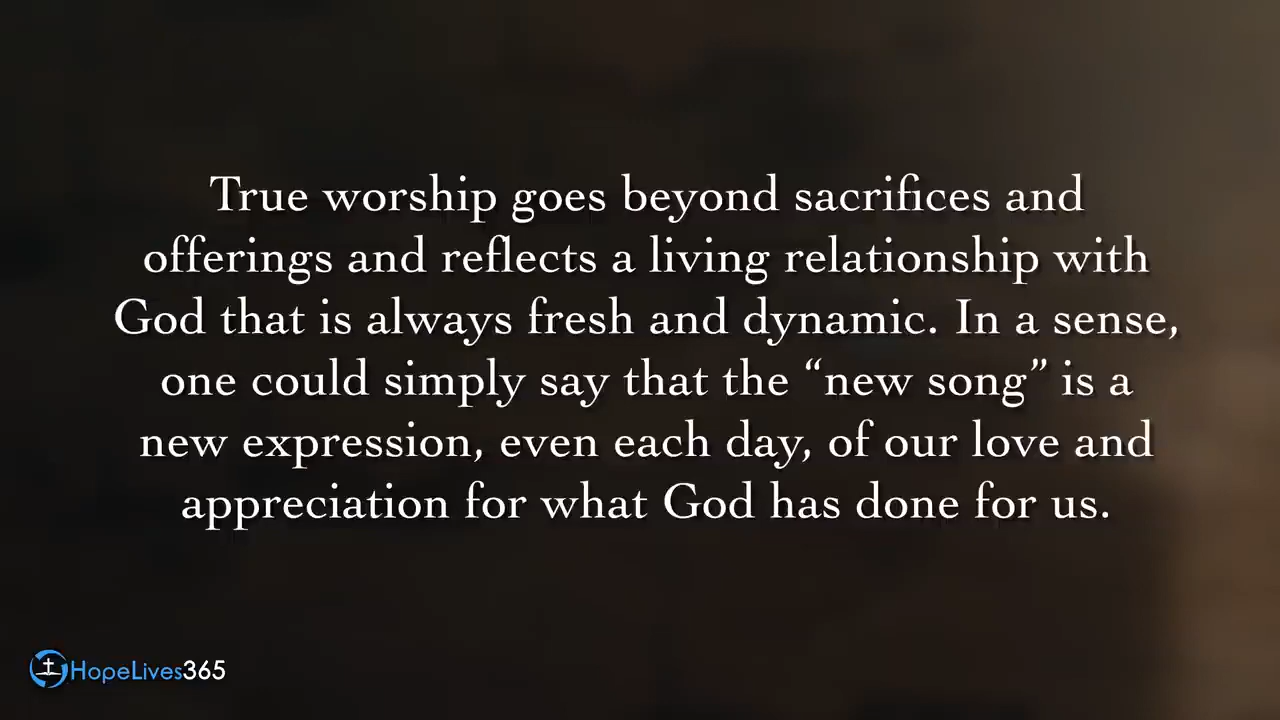 True worship goes beyond sacrifices and
offerings and reflects a living relationship with
God that is always fresh and dynamic. In a sense,
one could simply say that the “new song” is a
new expression, even each day, of our love and
appreciation for what God has done for us.
HopeLives365